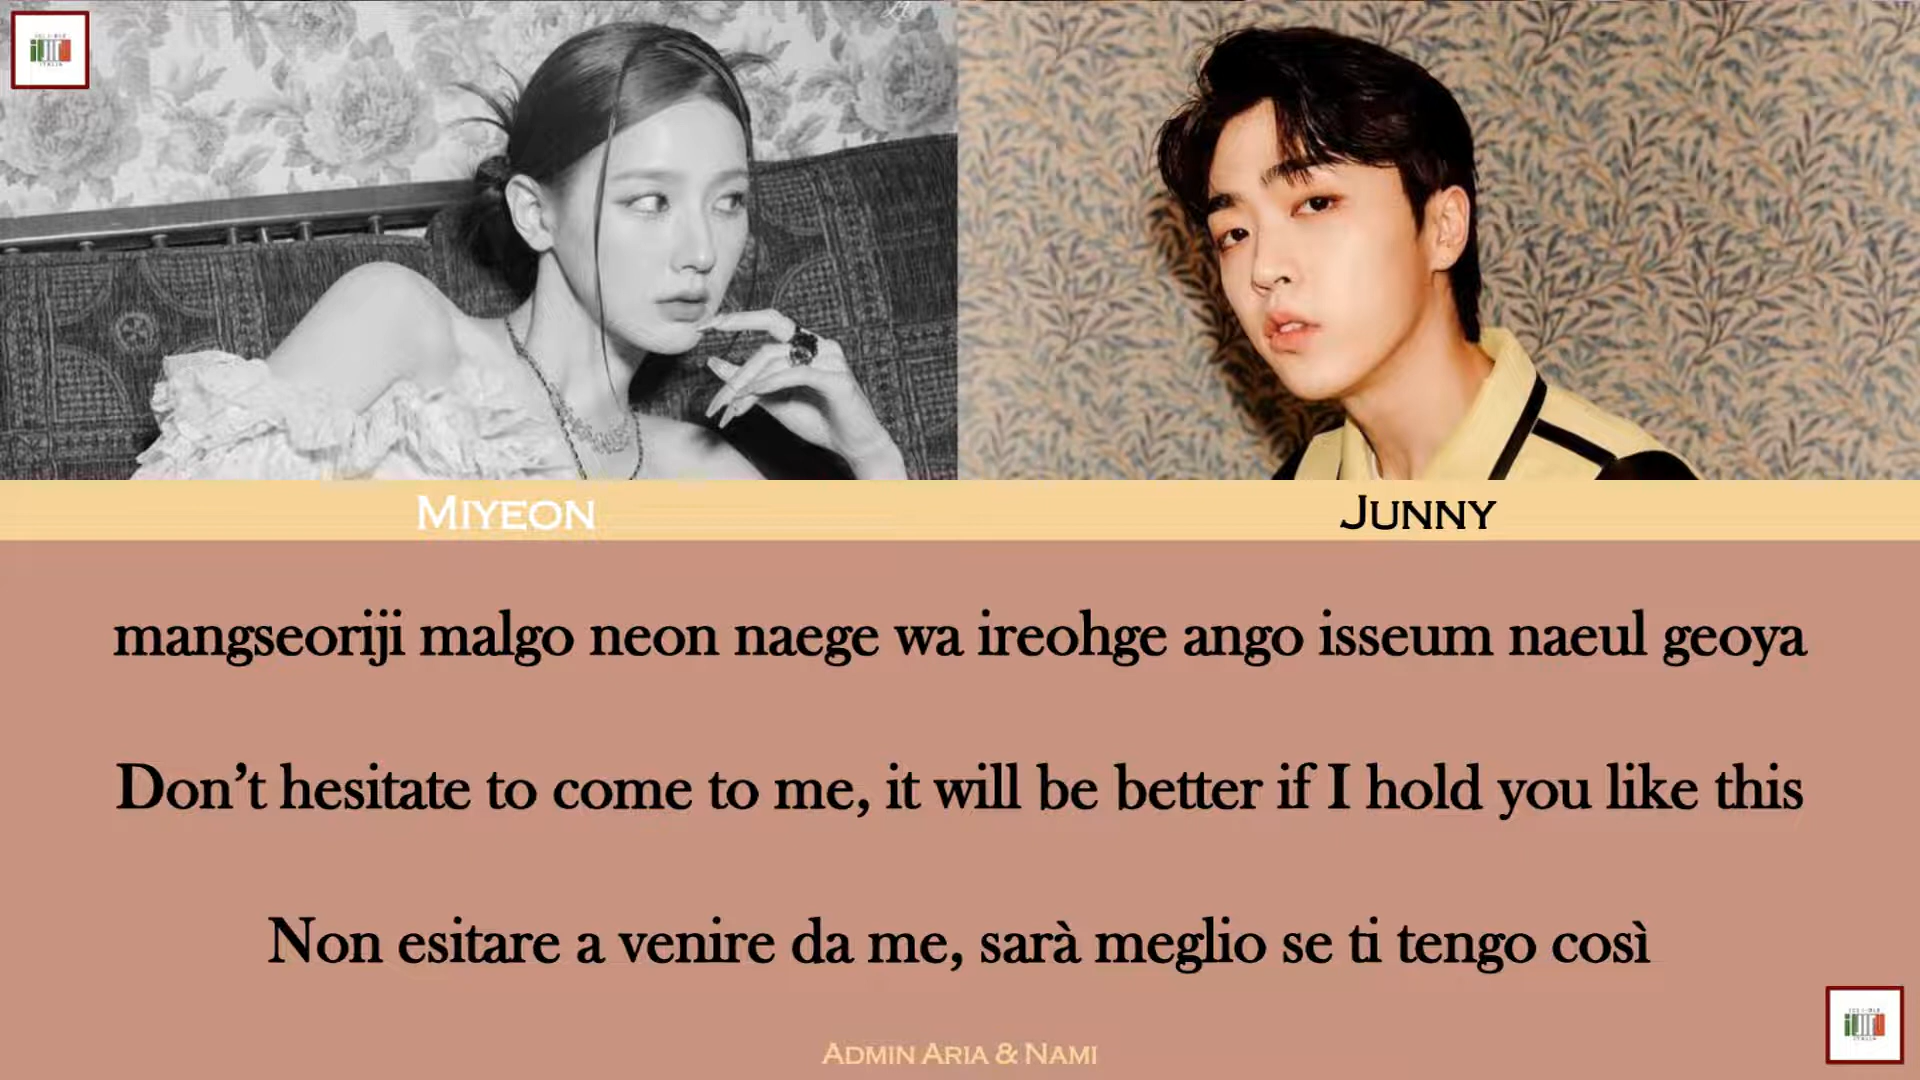 MIYEON
JUNNY
mangseoriji malgo neon naege wa ireohge ango isseum naeul geoya
Don’t hesitate to come to me, it will be better if I hold you like this
Non esitare a venire da me, sarà meglio se ti tengo così
ADMIN ARIA & NAMI